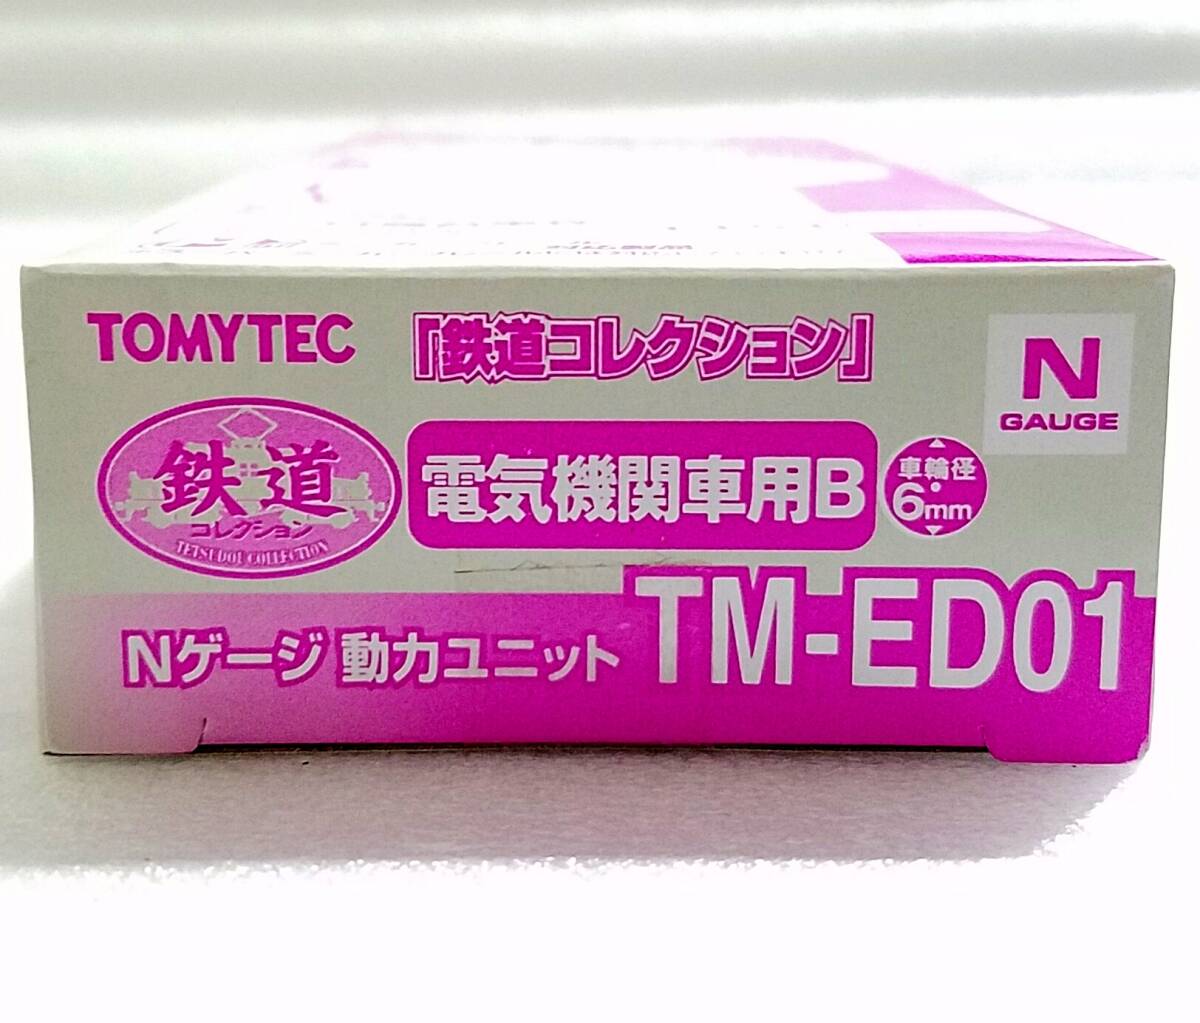 TOMYTEC
「鉄道コレクション」
N
GAUGE
鉄道
コレクション
TETSUDOU COLLECTION
電気機関車用B
車輪径
6mm
Nゲージ 動力ユニット
TM-ED01